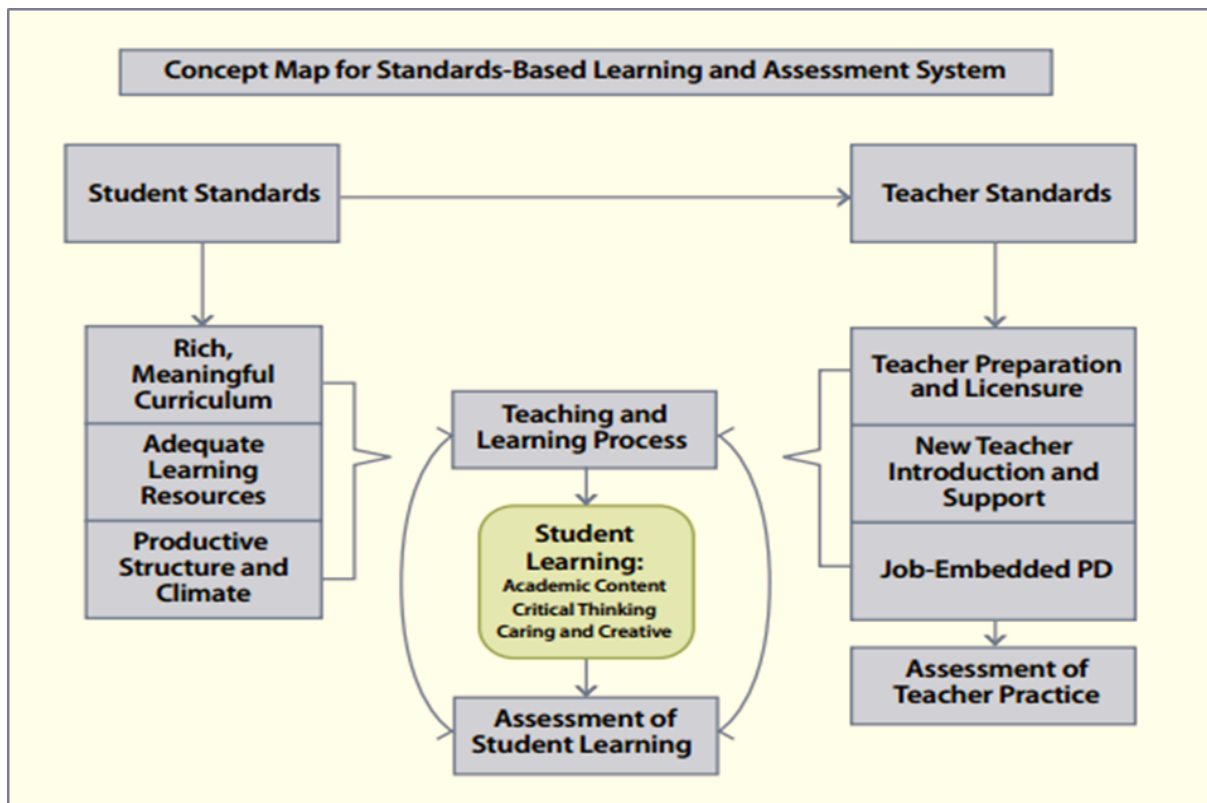 Concept Map for Standards-Based Learning and Assessment System
Student Standards
Teacher Standards
Rich,
Meaningful
Curriculum
Adequate
Learning
Resources
Productive
Structure and
Climate
Teaching and
Learning Process
Student
Learning:
Academic Content
Critical Thinking
Caring and Creative
Assessment of
Student Learning
Teacher Preparation
and Licensure
New Teacher
Introduction and
Support
Job-Embedded PD
Assessment of
Teacher Practice